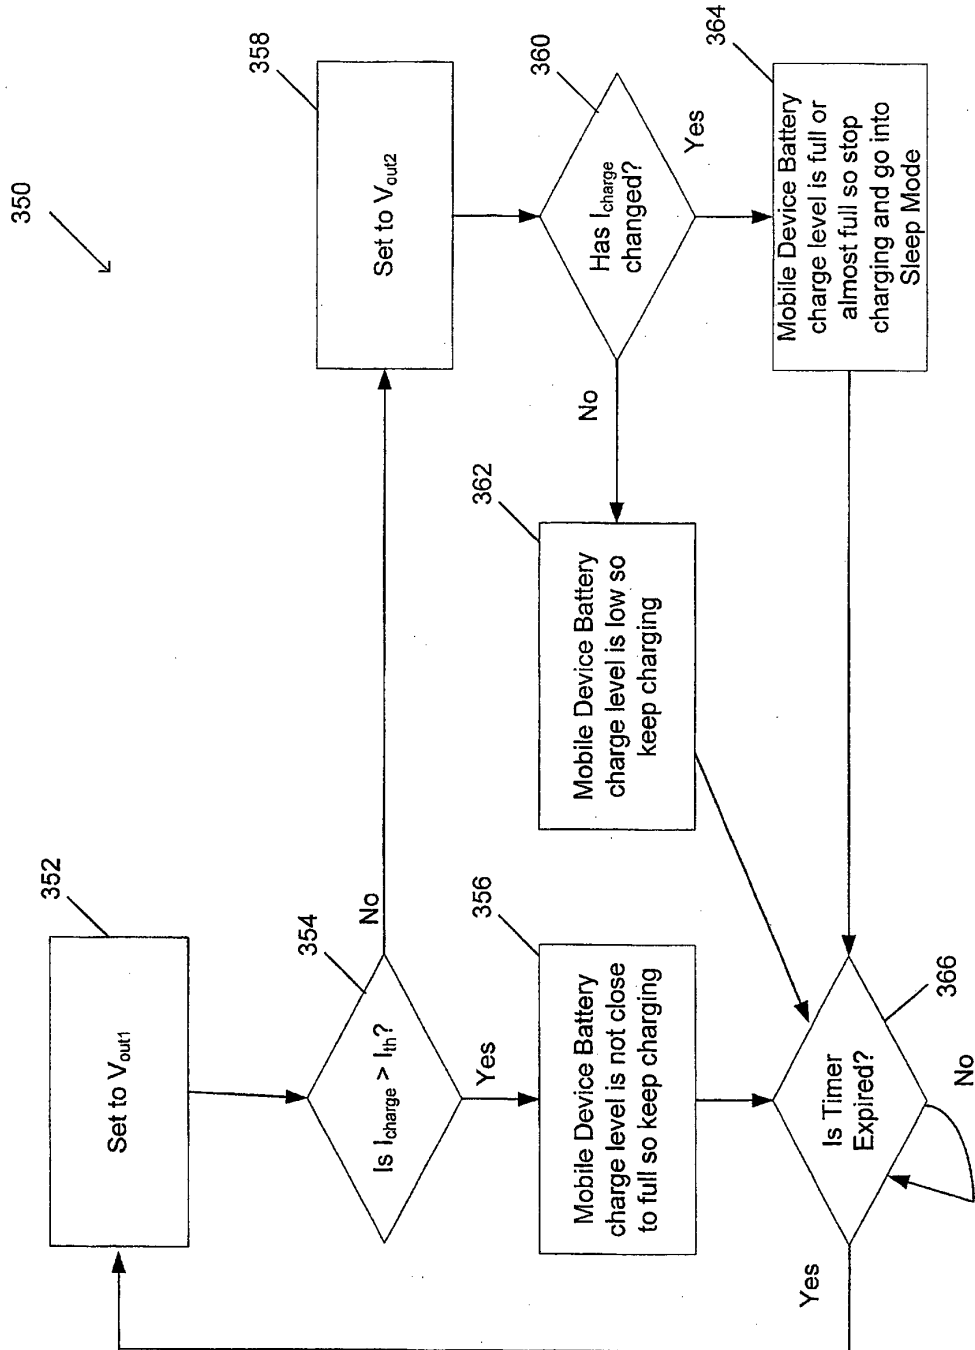 350
352
Set to Vout1
354
Is Icharge > Ith?
No
Yes
356
Mobile Device Battery
charge level is not close
to full so keep charging
358
Set to Vout2
360
Has Icharge
changed?
No
Yes
362
Mobile Device Battery
charge level is low so
keep charging
364
Mobile Device Battery
charge level is full or
almost full so stop
charging and go into
Sleep Mode
366
Is Timer
Expired?
Yes
No